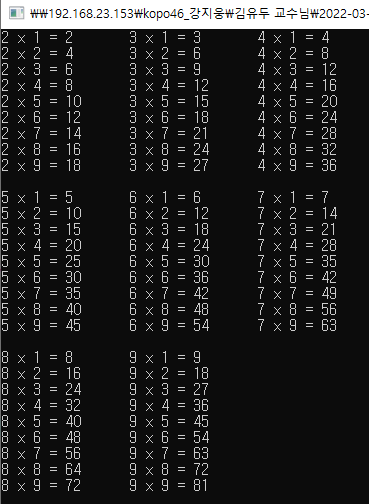 ₩₩192.168.23.153₩kopo46_강지웅₩김유두 교수님₩2022-03-
2 x 1 = 2 3 x 1 = 3 4 x 1 = 4
2 x 2 = 4 3 x 2 = 6 4 x 2 = 8
2 x 3 = 6 3 x 3 = 9 4 x 3 = 12
2 x 4 = 8 3 x 4 = 12 4 x 4 = 16
2 x 5 = 10 3 x 5 = 15 4 x 5 = 20
2 x 6 = 12 3 x 6 = 18 4 x 6 = 24
2 x 7 = 14 3 x 7 = 21 4 x 7 = 28
2 x 8 = 16 3 x 8 = 24 4 x 8 = 32
2 x 9 = 18 3 x 9 = 27 4 x 9 = 36
5 x 1 = 5 6 x 1 = 6 7 x 1 = 7
5 x 2 = 10 6 x 2 = 12 7 x 2 = 14
5 x 3 = 15 6 x 3 = 18 7 x 3 = 21
5 x 4 = 20 6 x 4 = 24 7 x 4 = 28
5 x 5 = 25 6 x 5 = 30 7 x 5 = 35
5 x 6 = 30 6 x 6 = 36 7 x 6 = 42
5 x 7 = 35 6 x 7 = 42 7 x 7 = 49
5 x 8 = 40 6 x 8 = 48 7 x 8 = 56
5 x 9 = 45 6 x 9 = 54 7 x 9 = 63
8 x 1 = 8 9 x 1 = 9
8 x 2 = 16 9 x 2 = 18
8 x 3 = 24 9 x 3 = 27
8 x 4 = 32 9 x 4 = 36
8 x 5 = 40 9 x 5 = 45
8 x 6 = 48 9 x 6 = 54
8 x 7 = 56 9 x 7 = 63
8 x 8 = 64 9 x 8 = 72
8 x 9 = 72 9 x 9 = 81